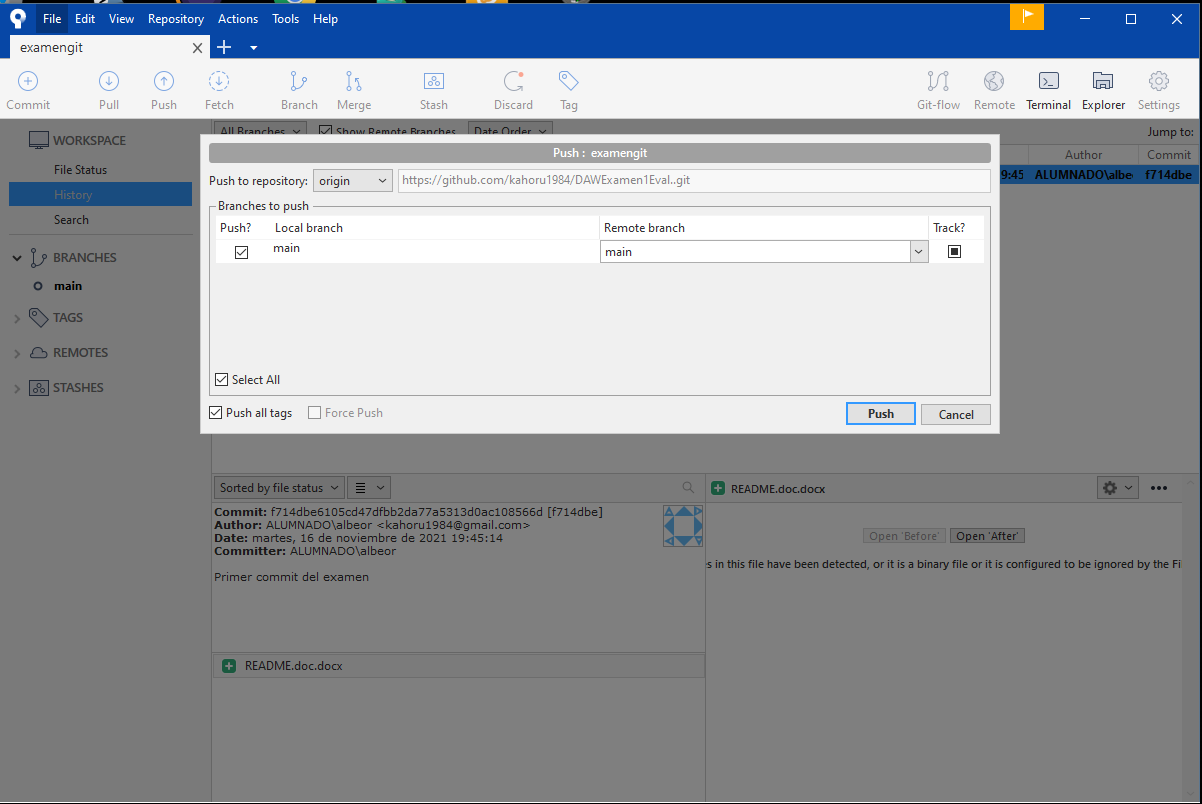 File Edit View Repository Actions Tools Help
examengit
Commit Pull Push Fetch Branch Merge Stash Discard Tag Git-flow Remote Terminal Explorer Settings
WORKSPACE
File Status
History
Search
BRANCHES
main
TAGS
REMOTES
STASHES
All Branches Show Remote Branches Date Order Jump to:
Author Commit
9:45 ALUMNADO\albe f714dbe
Push : examengit
Push to repository: origin https://github.com/kahoru1984/DAWExamen1Eval..git
Branches to push
Push? Local branch Remote branch Track?
main main
Select All
Push all tags Force Push Push Cancel
Sorted by file status
Commit: f714dbe6105cd47dfbb2da77a5313d0ac108566d [f714dbe]
Author: ALUMNADO\albeor <kahoru1984@gmail.com>
Date: martes, 16 de noviembre de 2021 19:45:14
Committer: ALUMNADO\albeor
Primer commit del examen
README.doc.docx
README.doc.docx
Open 'Before' Open 'After'
s in this file have been detected, or it is a binary file or it is configured to be ignored by the Fi